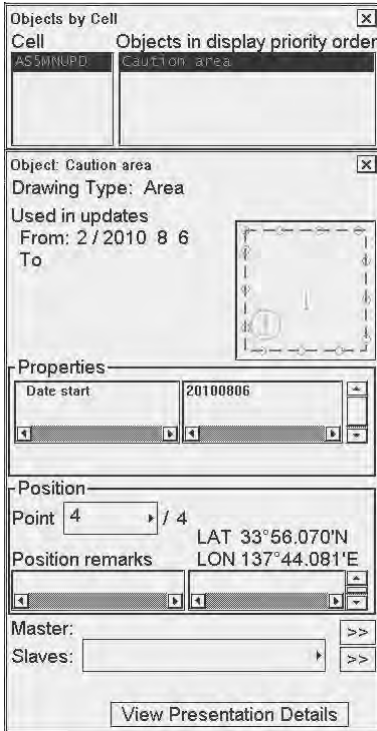 Objects by Cell
Cell Objects in display priority order
AS5MNUPD Caution area
Object: Caution area
Drawing Type: Area
Used in updates
From: 2 / 2010 8 6
To
Properties
Date start 20100806
Position
Point 4 / 4
LAT 33°56.070'N
Position remarks LON 137°44.081'E
Master: >>
Slaves: >>
View Presentation Details